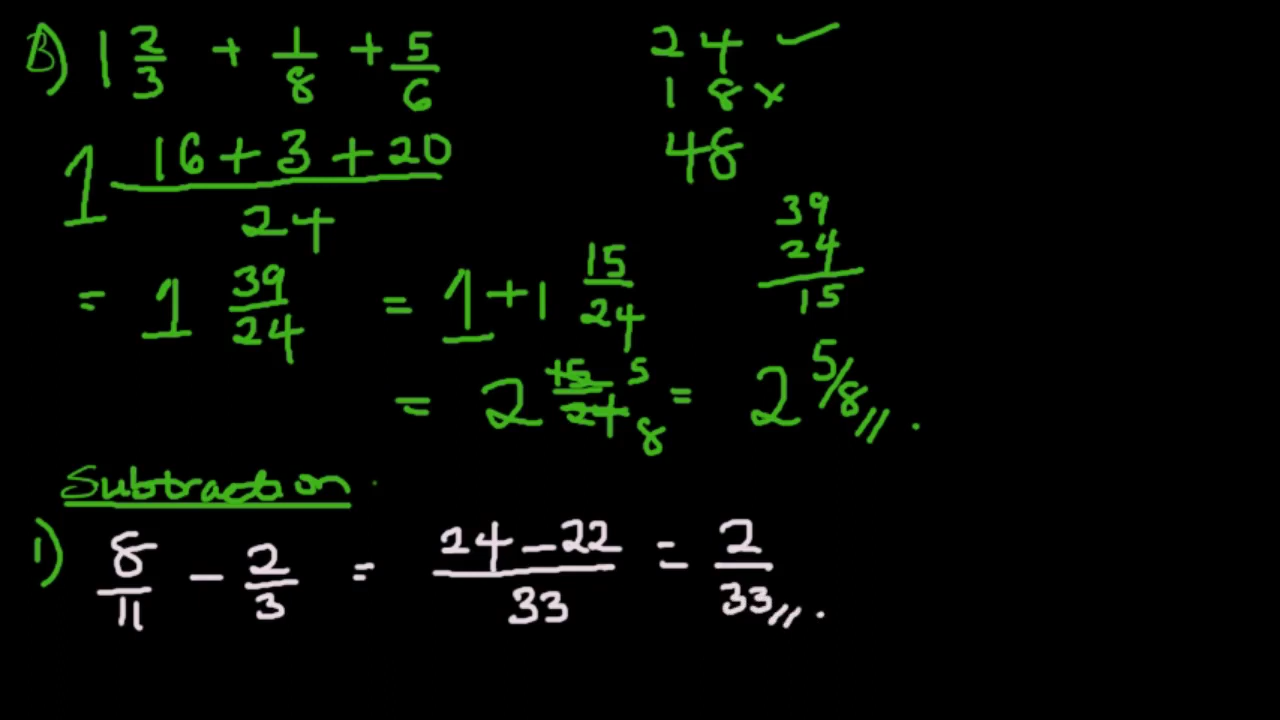 B) 1 2/3 + 1/8 + 5/6
24 ✓
18 x
48
1 16 + 3 + 20 / 24
39
24
15
= 1 39/24 = 1 + 1 15/24
= 2 15/24 5 8 = 2 5/8 // .
Subtraction .
1) 8/11 - 2/3 = 24 - 22 / 33 = 2/33 // .